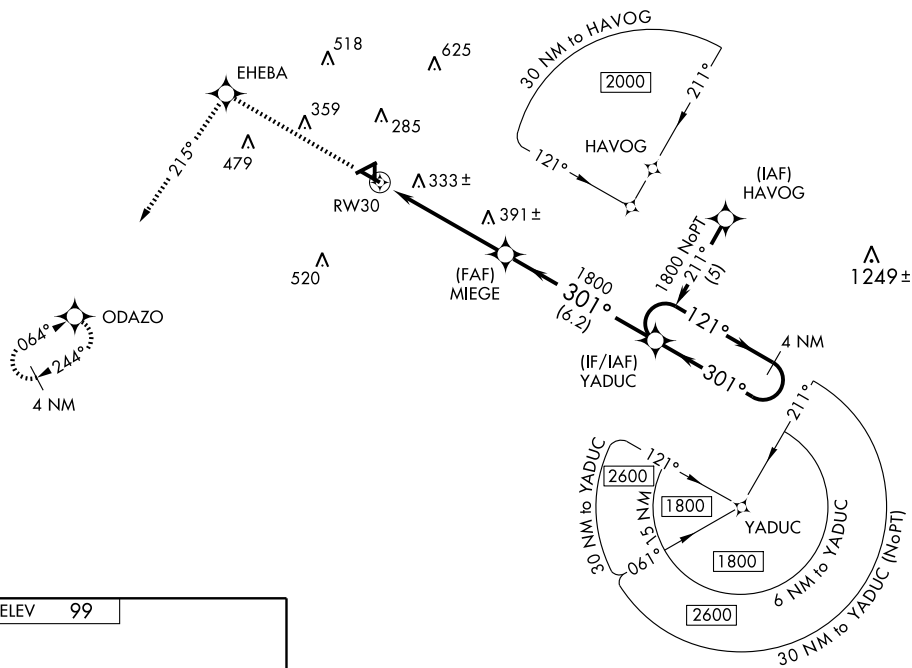 518
625
EHEBA
30 NM to HAVOG
2000
211°
359
285
479
215°
HAVOG
121°
333 ±
RW30
(IAF)
HAVOG
391 ±
1800 NoPT
211°
(5)
1249 ±
520
(FAF)
MIEGE
1800
301°
(6.2)
121°
ODAZO
064°
244°
4 NM
4 NM
(IF/IAF)
YADUC
301°
211°
30 NM to YADUC
121°
2600
1800
15 NM
YADUC
061°
1800
6 NM to YADUC
2600
30 NM to YADUC (NoPT)
ELEV 99